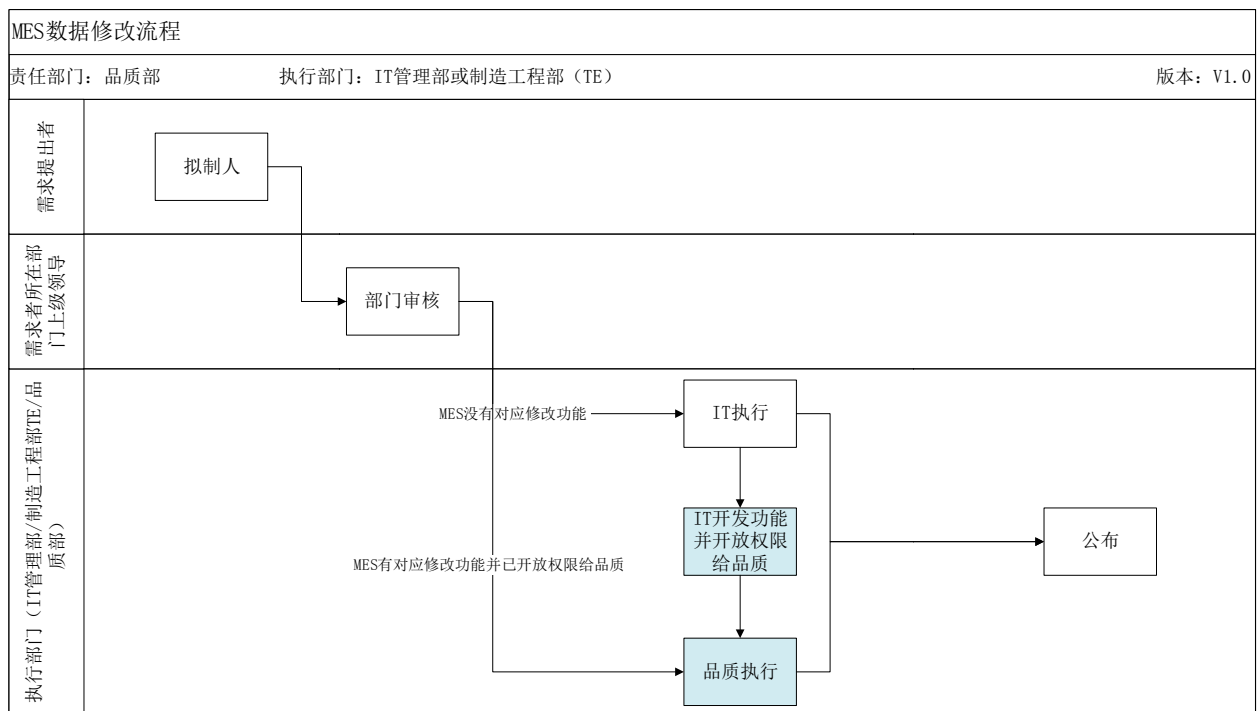 MES数据修改流程
责任部门：品质部 执行部门：IT管理部或制造工程部（TE） 版本：V1.0
需求提出者
拟制人
需求者所在部
门上级领导
部门审核
执行部门（IT管理部/制造工程部TE/品
质部）
MES没有对应修改功能
IT执行
IT开发功能
并开放权限
给品质
MES有对应修改功能并已开放权限给品质
公布
品质执行